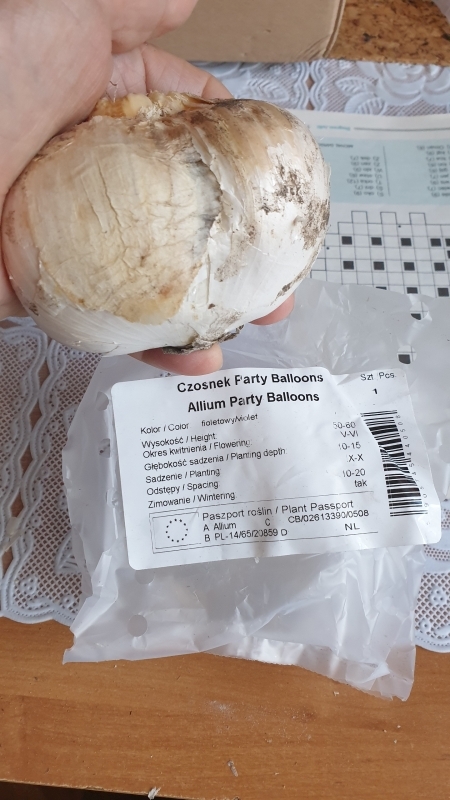 Czosnek Party Balloons
Szt. Pcs.
Allium Party Balloons
1
Kolor / Color fioletowy/violet
Wysokość / Height 50-60
Okres kwitnienia / Flowering V-VI
Głębokość sadzenia / Planting depth 10-15
Sadzenie / Planting X-X
Odstępy / Spacing 10-20
Zimowanie / Wintering tak
Paszport roślin / Plant Passport
A Allium C CB/02613390/0508
B PL-14/65/20859 D NL